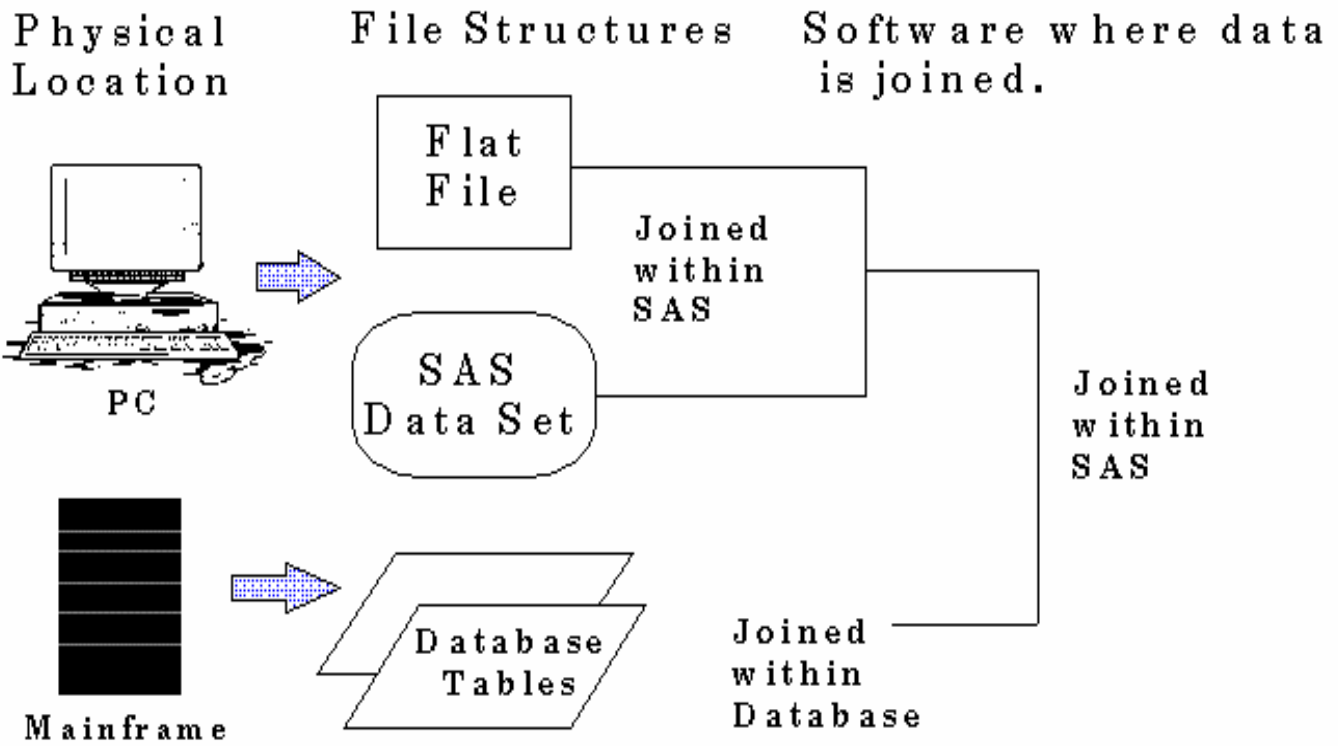 Physical
Location
File Structures
Software where data
is joined.
Flat
File
Joined
within
SAS
PC
SAS
Data Set
Joined
within
SAS
Mainframe
Database
Tables
Joined
within
Database